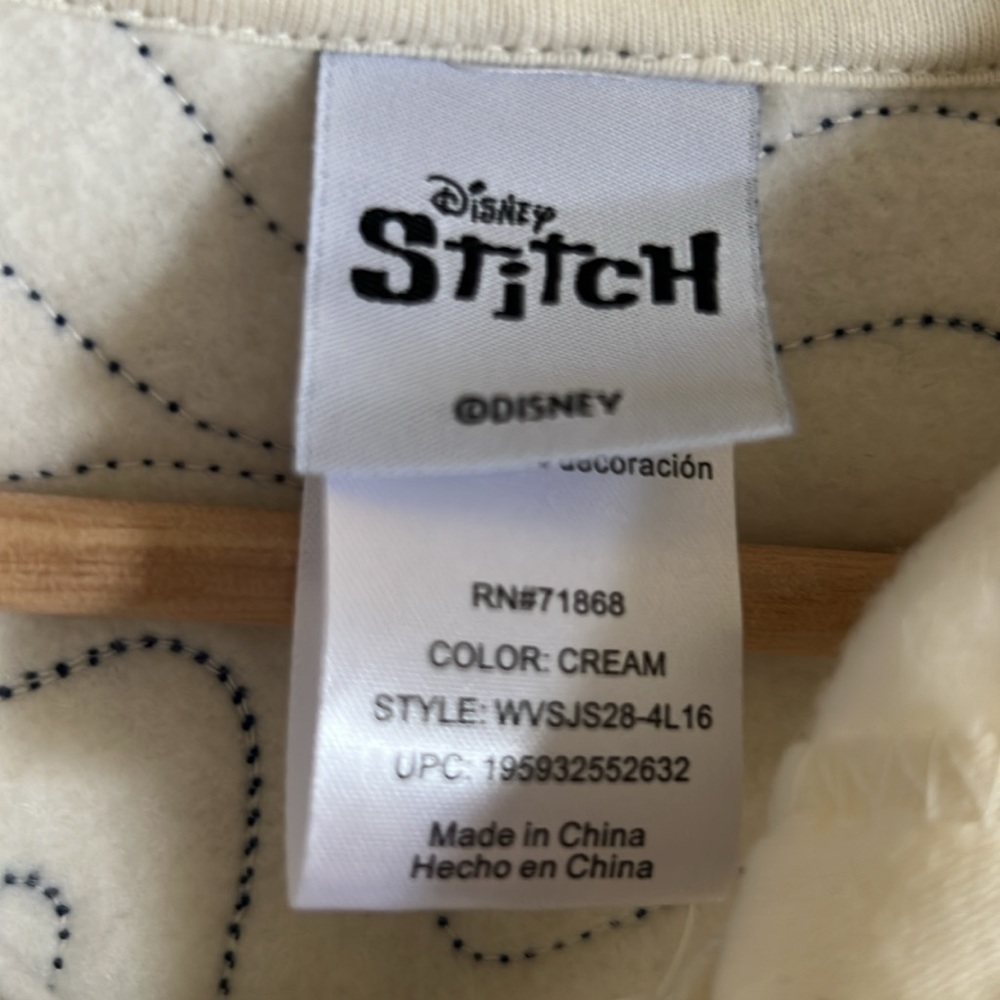 Disney
Stitch
©DISNEY
decoración
RN#71868
COLOR: CREAM
STYLE: WVSJS28-4L16
UPC: 195932552632
Made in China
Hecho en China